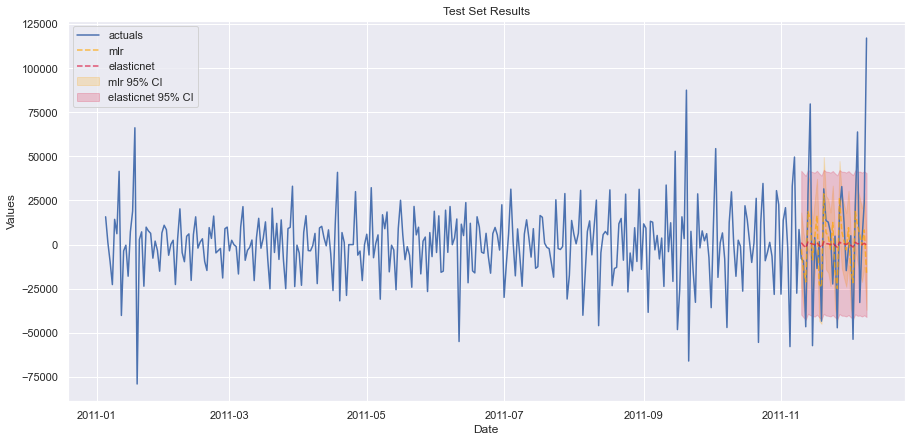 Test Set Results
actuals
mlr
elasticnet
mlr 95% CI
elasticnet 95% CI
125000
100000
75000
50000
25000
0
−25000
−50000
−75000
Values
2011-01 2011-03 2011-05 2011-07 2011-09 2011-11
Date